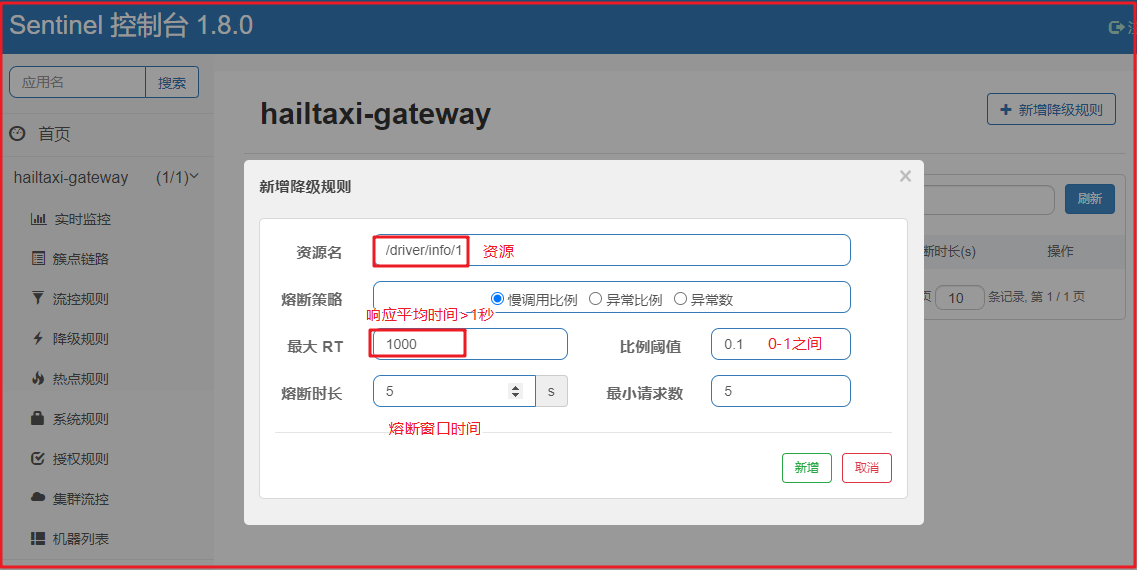 Sentinel 控制台 1.8.0
应用名 搜索
首页
hailtaxi-gateway (1/1)
实时监控
簇点链路
流控规则
降级规则
热点规则
系统规则
授权规则
集群流控
机器列表
hailtaxi-gateway
新增降级规则
刷新
断时长(s) 操作
页 10 条记录, 第 1 / 1 页
新增降级规则 ×
资源名 /driver/info/1 资源
熔断策略 慢调用比例 异常比例 异常数
响应平均时间>1秒
最大 RT 1000 比例阈值 0.1 0-1之间
熔断时长 5 s 最小请求数 5
熔断窗口时间
新增 取消